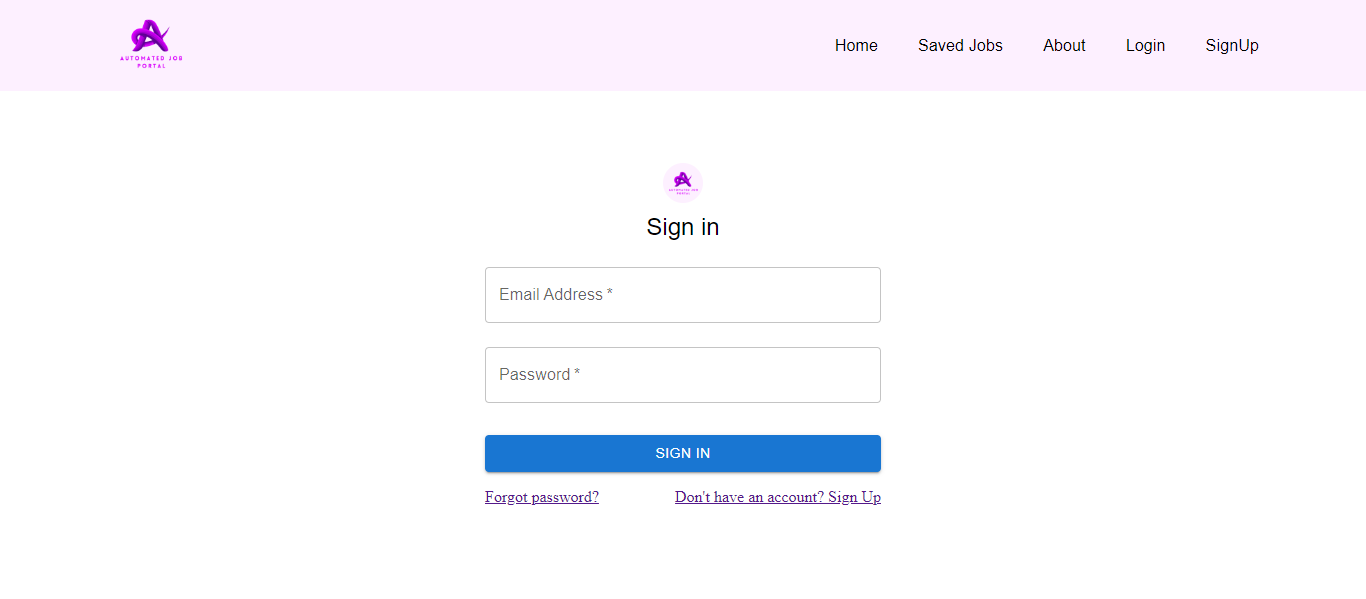 AUTOMATED JOB
PORTAL
Home Saved Jobs About Login SignUp
AUTOMATED JOB
PORTAL
Sign in
Email Address *
Password *
SIGN IN
Forgot password? Don't have an account? Sign Up